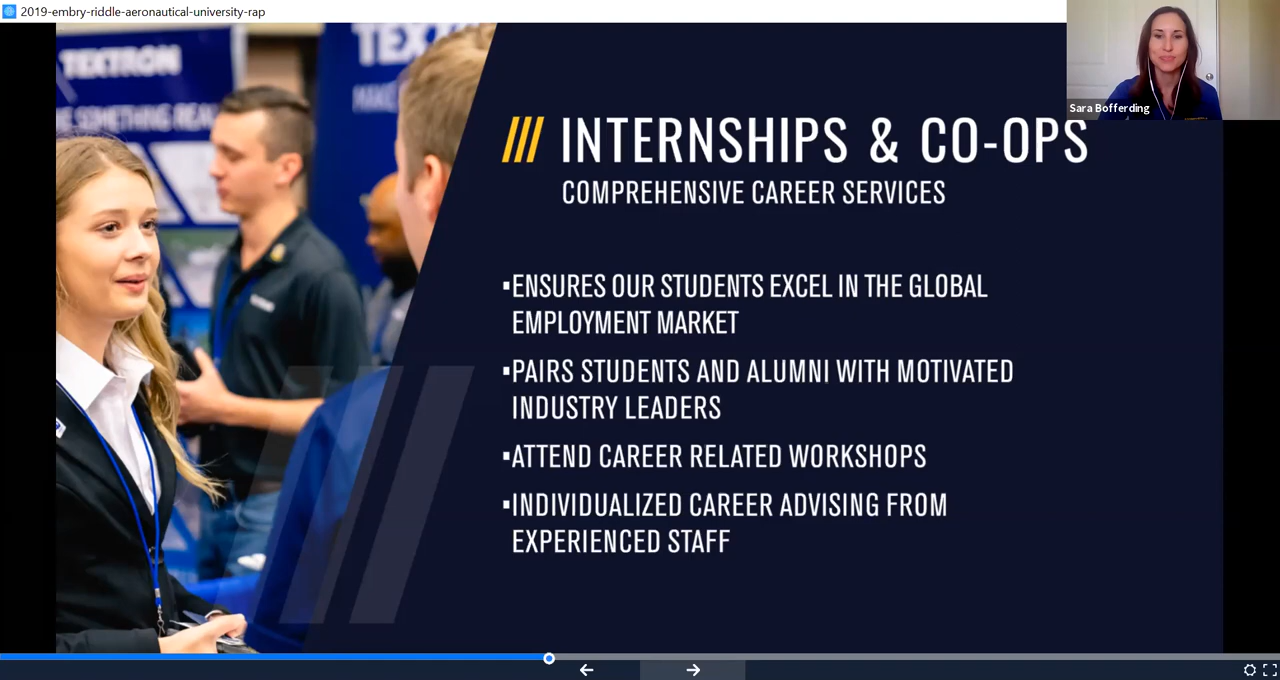 2019-embry-riddle-aeronautical-university-rap
TEXTRON
Sara Bofferding
INTERNSHIPS & CO-OPS
COMPREHENSIVE CAREER SERVICES
▪ENSURES OUR STUDENTS EXCEL IN THE GLOBAL
EMPLOYMENT MARKET
▪PAIRS STUDENTS AND ALUMNI WITH MOTIVATED
INDUSTRY LEADERS
▪ATTEND CAREER RELATED WORKSHOPS
▪INDIVIDUALIZED CAREER ADVISING FROM
EXPERIENCED STAFF